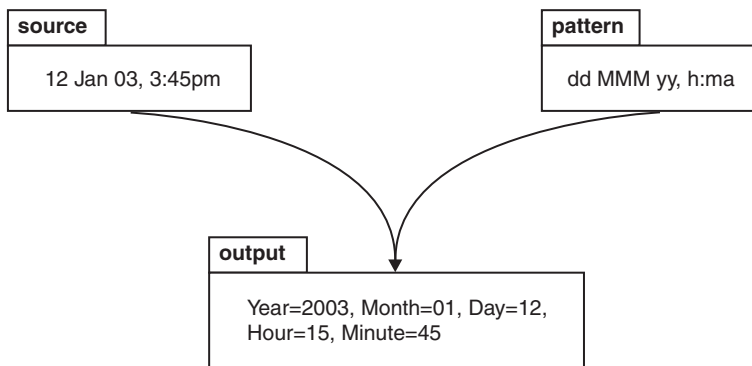 source
12 Jan 03, 3:45pm
pattern
dd MMM yy, h:ma
output
Year=2003, Month=01, Day=12,
Hour=15, Minute=45